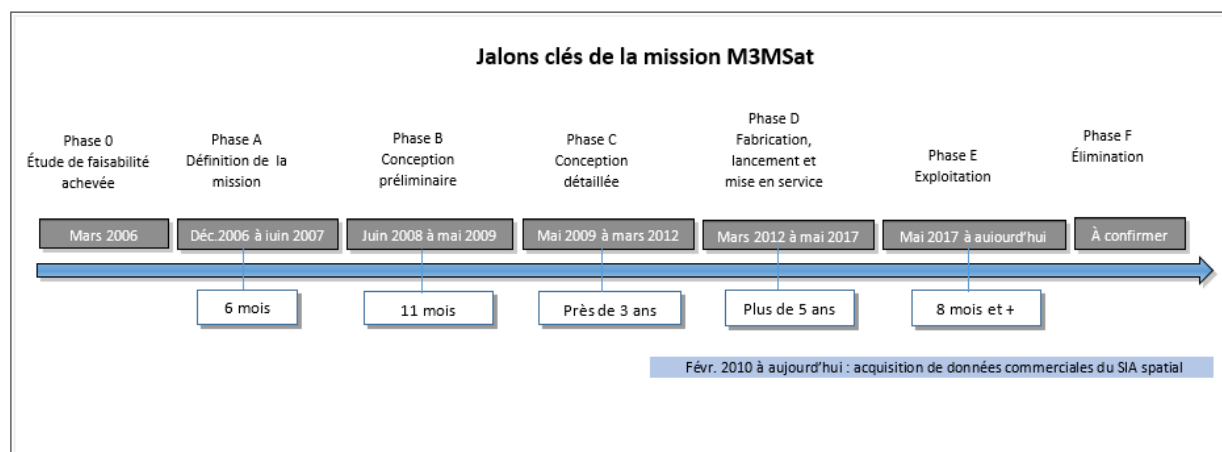 Jalons clés de la mission M3MSat
Phase 0
Étude de faisabilité
achevée
Phase A
Définition de la
mission
Phase B
Conception
préliminaire
Phase C
Conception
détaillée
Phase D
Fabrication,
lancement et
mise en service
Phase E
Exploitation
Phase F
Élimination
Mars 2006
Déc.2006 à juin 2007
Juin 2008 à mai 2009
Mai 2009 à mars 2012
Mars 2012 à mai 2017
Mai 2017 à aujourd'hui
À confirmer
6 mois
11 mois
Près de 3 ans
Plus de 5 ans
8 mois et +
Févr. 2010 à aujourd'hui : acquisition de données commerciales du SIA spatial